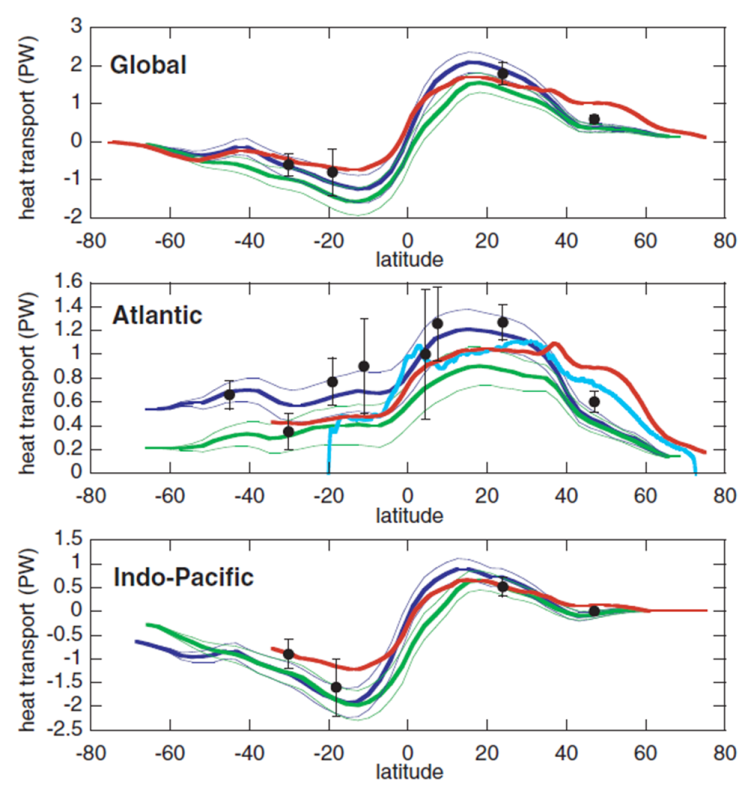 3
2
1
0
-1
-2
heat transport (PW)
Global
-80 -60 -40 -20 0 20 40 60 80
latitude
1.6
1.4
1.2
1
0.8
0.6
0.4
0.2
0
heat transport (PW)
Atlantic
-80 -60 -40 -20 0 20 40 60 80
latitude
1.5
1
0.5
0
-0.5
-1
-1.5
-2
-2.5
heat transport (PW)
Indo-Pacific
-80 -60 -40 -20 0 20 40 60 80
latitude